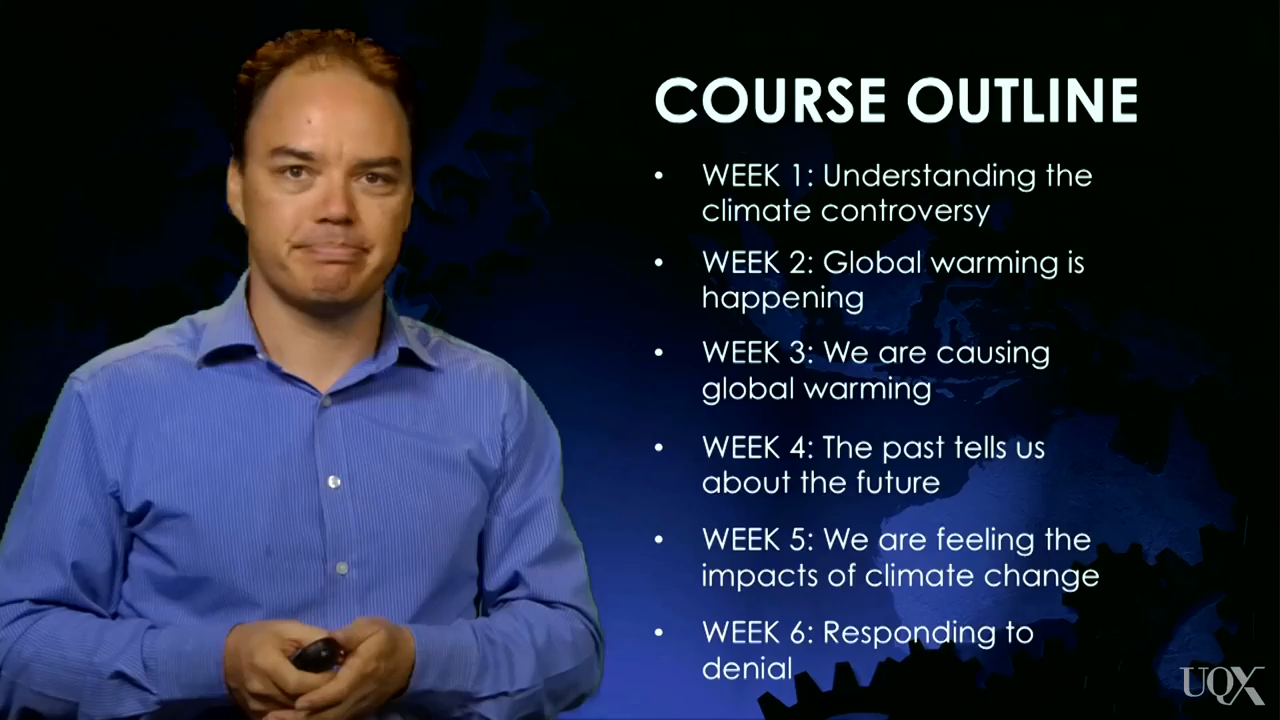 COURSE OUTLINE
• WEEK 1: Understanding the
climate controversy
• WEEK 2: Global warming is
happening
• WEEK 3: We are causing
global warming
• WEEK 4: The past tells us
about the future
• WEEK 5: We are feeling the
impacts of climate change
• WEEK 6: Responding to
denial
UQX